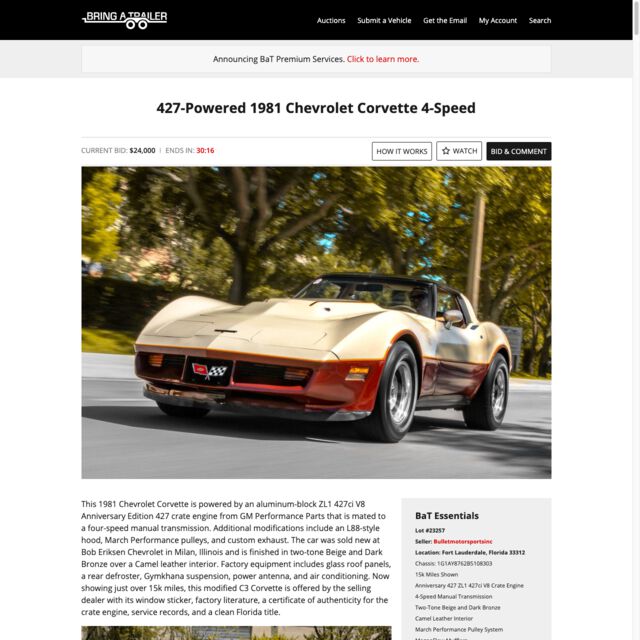 BRING A TRAILER
Auctions Submit a Vehicle Get the Email My Account Search
Announcing BaT Premium Services. Click to learn more.
427-Powered 1981 Chevrolet Corvette 4-Speed
CURRENT BID: $24,000 | ENDS IN: 30:16
HOW IT WORKS
WATCH
BID & COMMENT
This 1981 Chevrolet Corvette is powered by an aluminum-block ZL1 427ci V8
Anniversary Edition 427 crate engine from GM Performance Parts that is mated to
a four-speed manual transmission. Additional modifications include an L88-style
hood, March Performance pulleys, and custom exhaust. The car was sold new at
Bob Eriksen Chevrolet in Milan, Illinois and is finished in two-tone Beige and Dark
Bronze over a Camel leather interior. Factory equipment includes glass roof panels,
a rear defroster, Gymkhana suspension, power antenna, and air conditioning. Now
showing just over 15k miles, this modified C3 Corvette is offered by the selling
dealer with its window sticker, factory literature, a certificate of authenticity for the
crate engine, service records, and a clean Florida title.
BaT Essentials
Lot #23257
Seller: Bulletmotorsportsinc
Location: Fort Lauderdale, Florida 33312
Chassis: 1G1AY8762B5108303
15k Miles Shown
Anniversary 427 ZL1 427ci V8 Crate Engine
4-Speed Manual Transmission
Two-Tone Beige and Dark Bronze
Camel Leather Interior
March Performance Pulley System